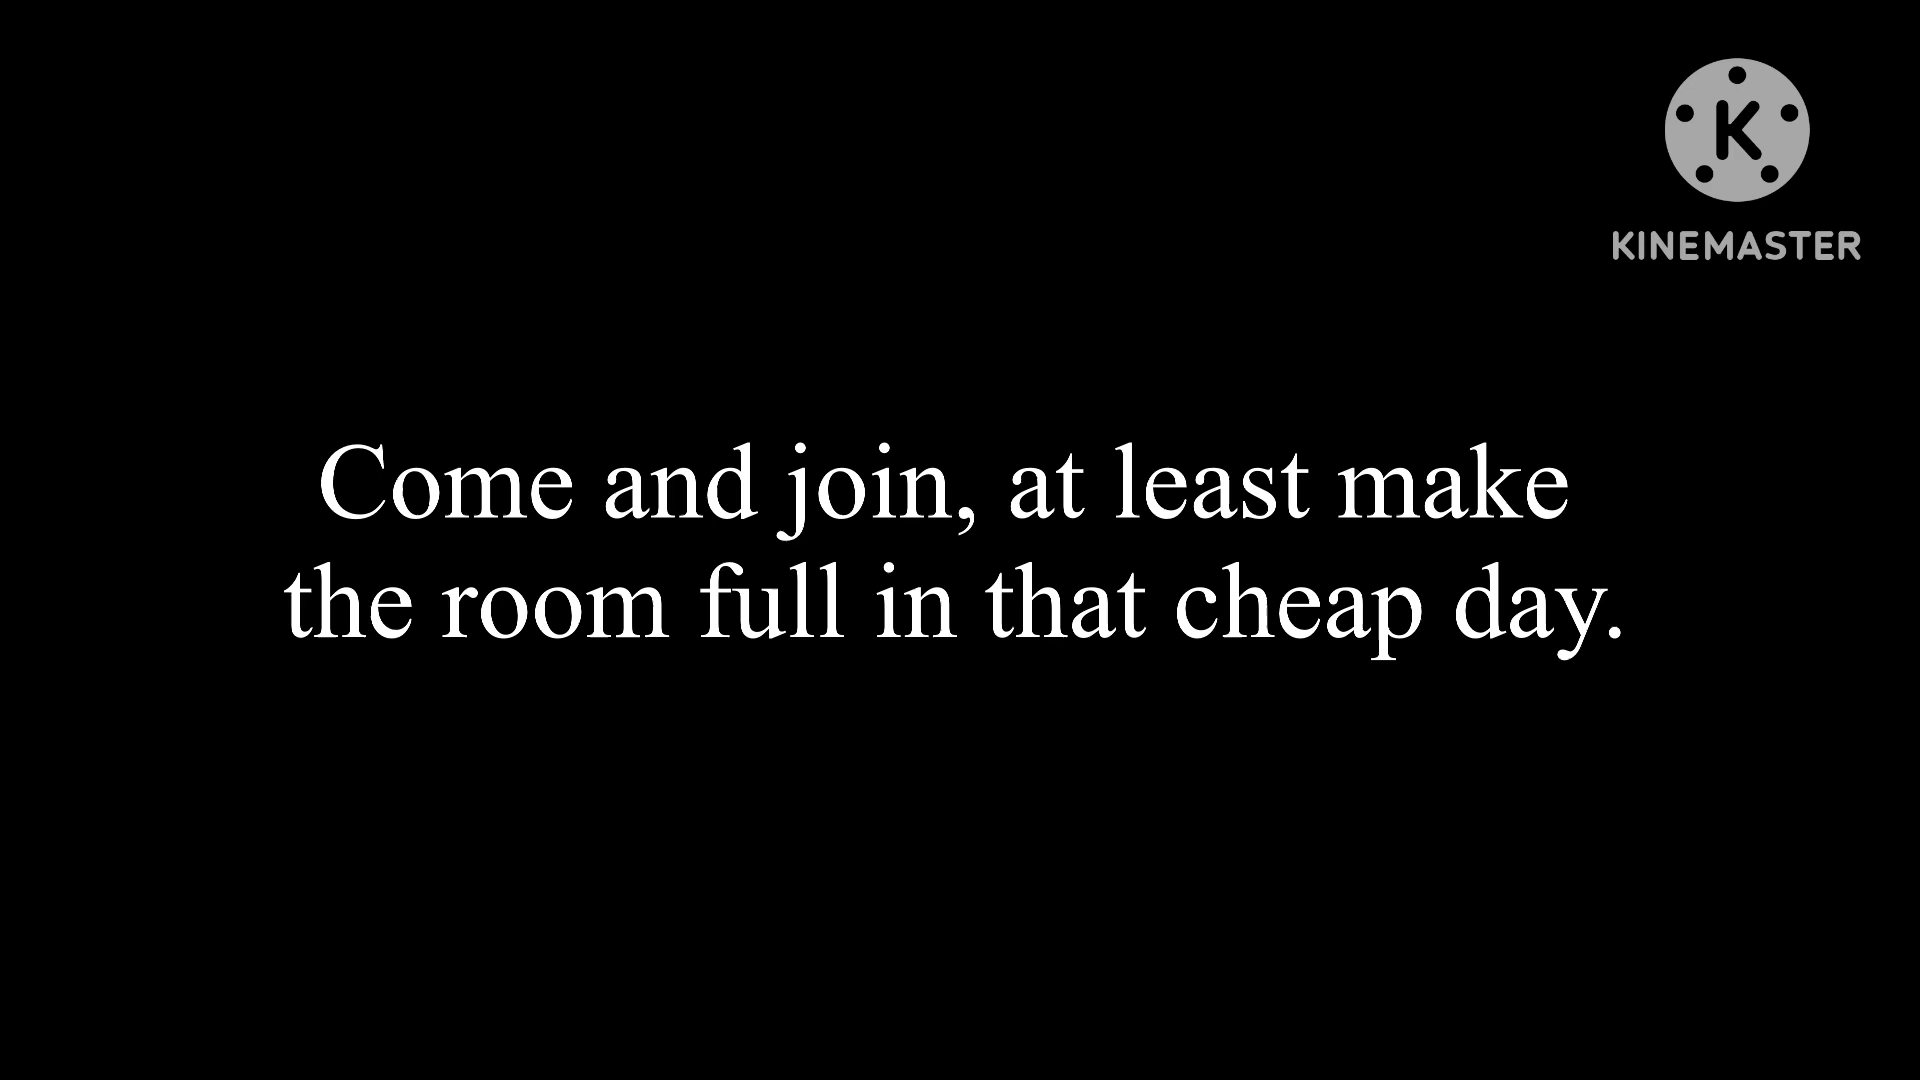 K
KINEMASTER
Come and join, at least make
the room full in that cheap day.